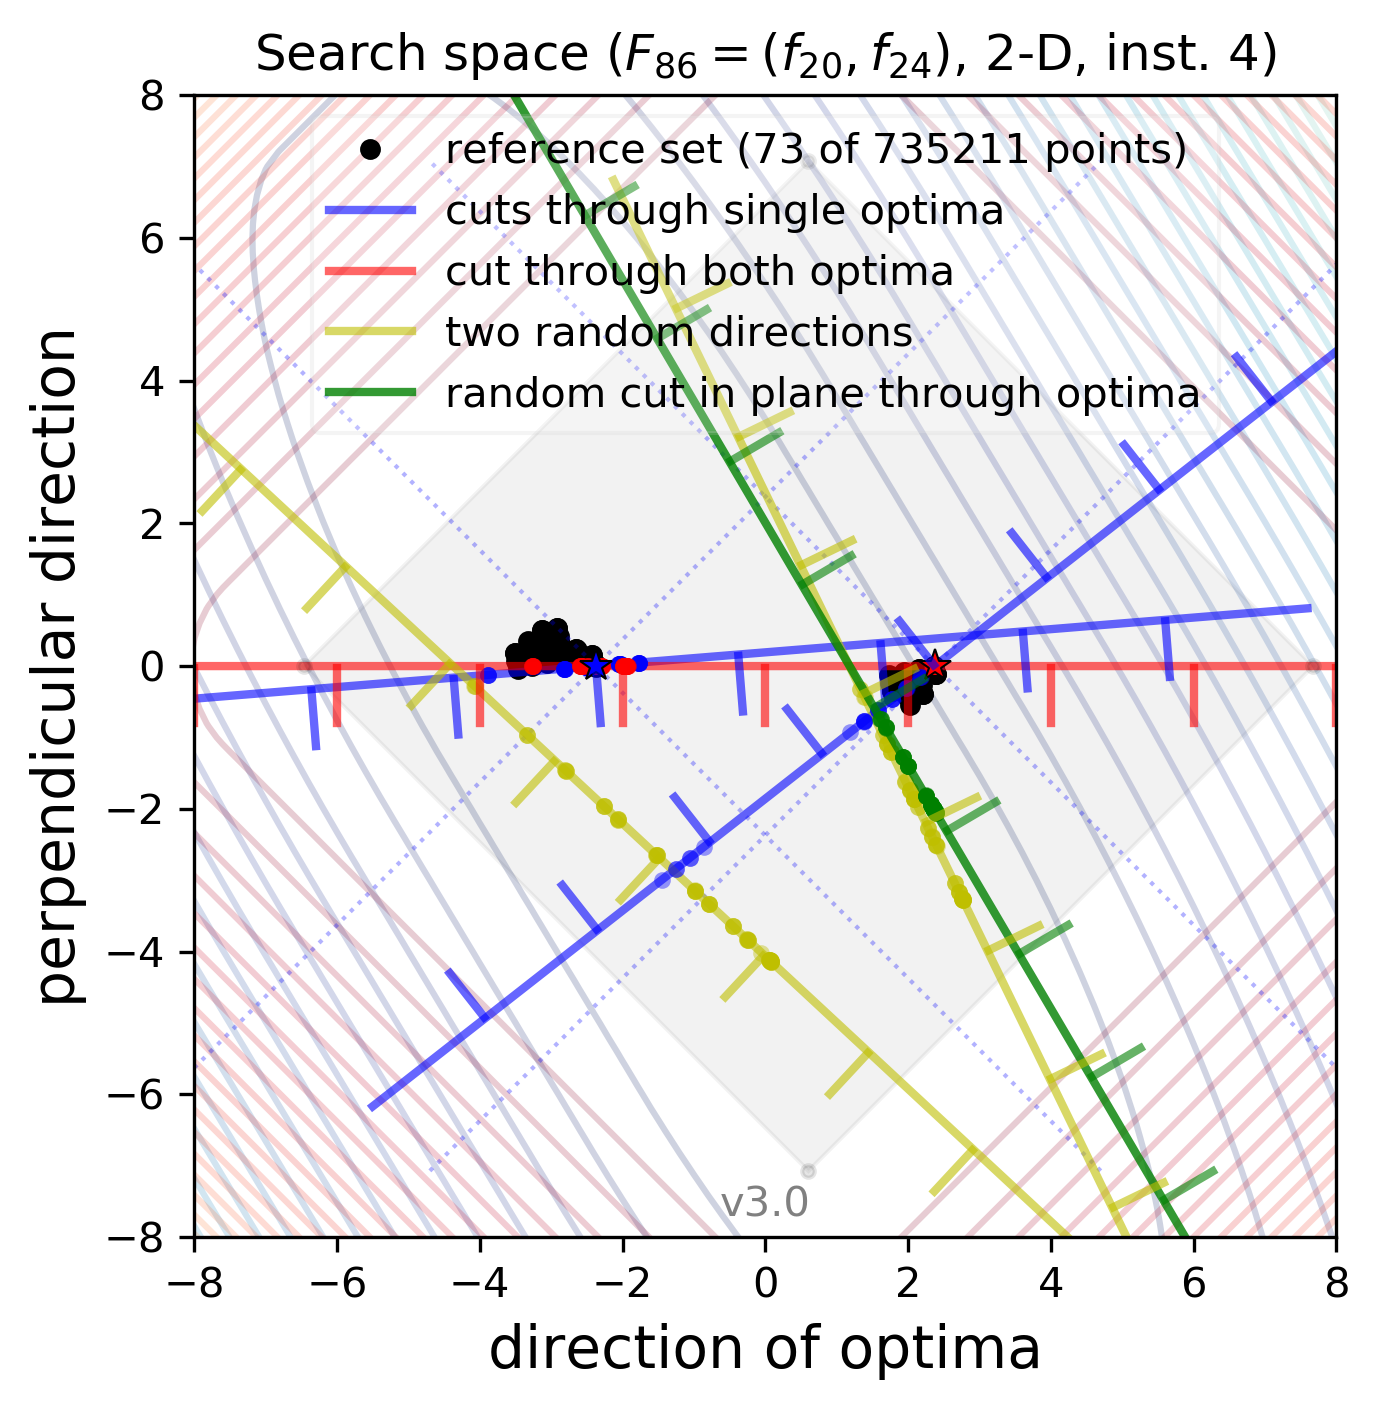 Search space (F86 = (f20, f24), 2-D, inst. 4)
8
6
4
2
0
−2
−4
−6
−8
perpendicular direction
reference set (73 of 735211 points)
cuts through single optima
cut through both optima
two random directions
random cut in plane through optima
v3.0
−8 −6 −4 −2 0 2 4 6 8
direction of optima